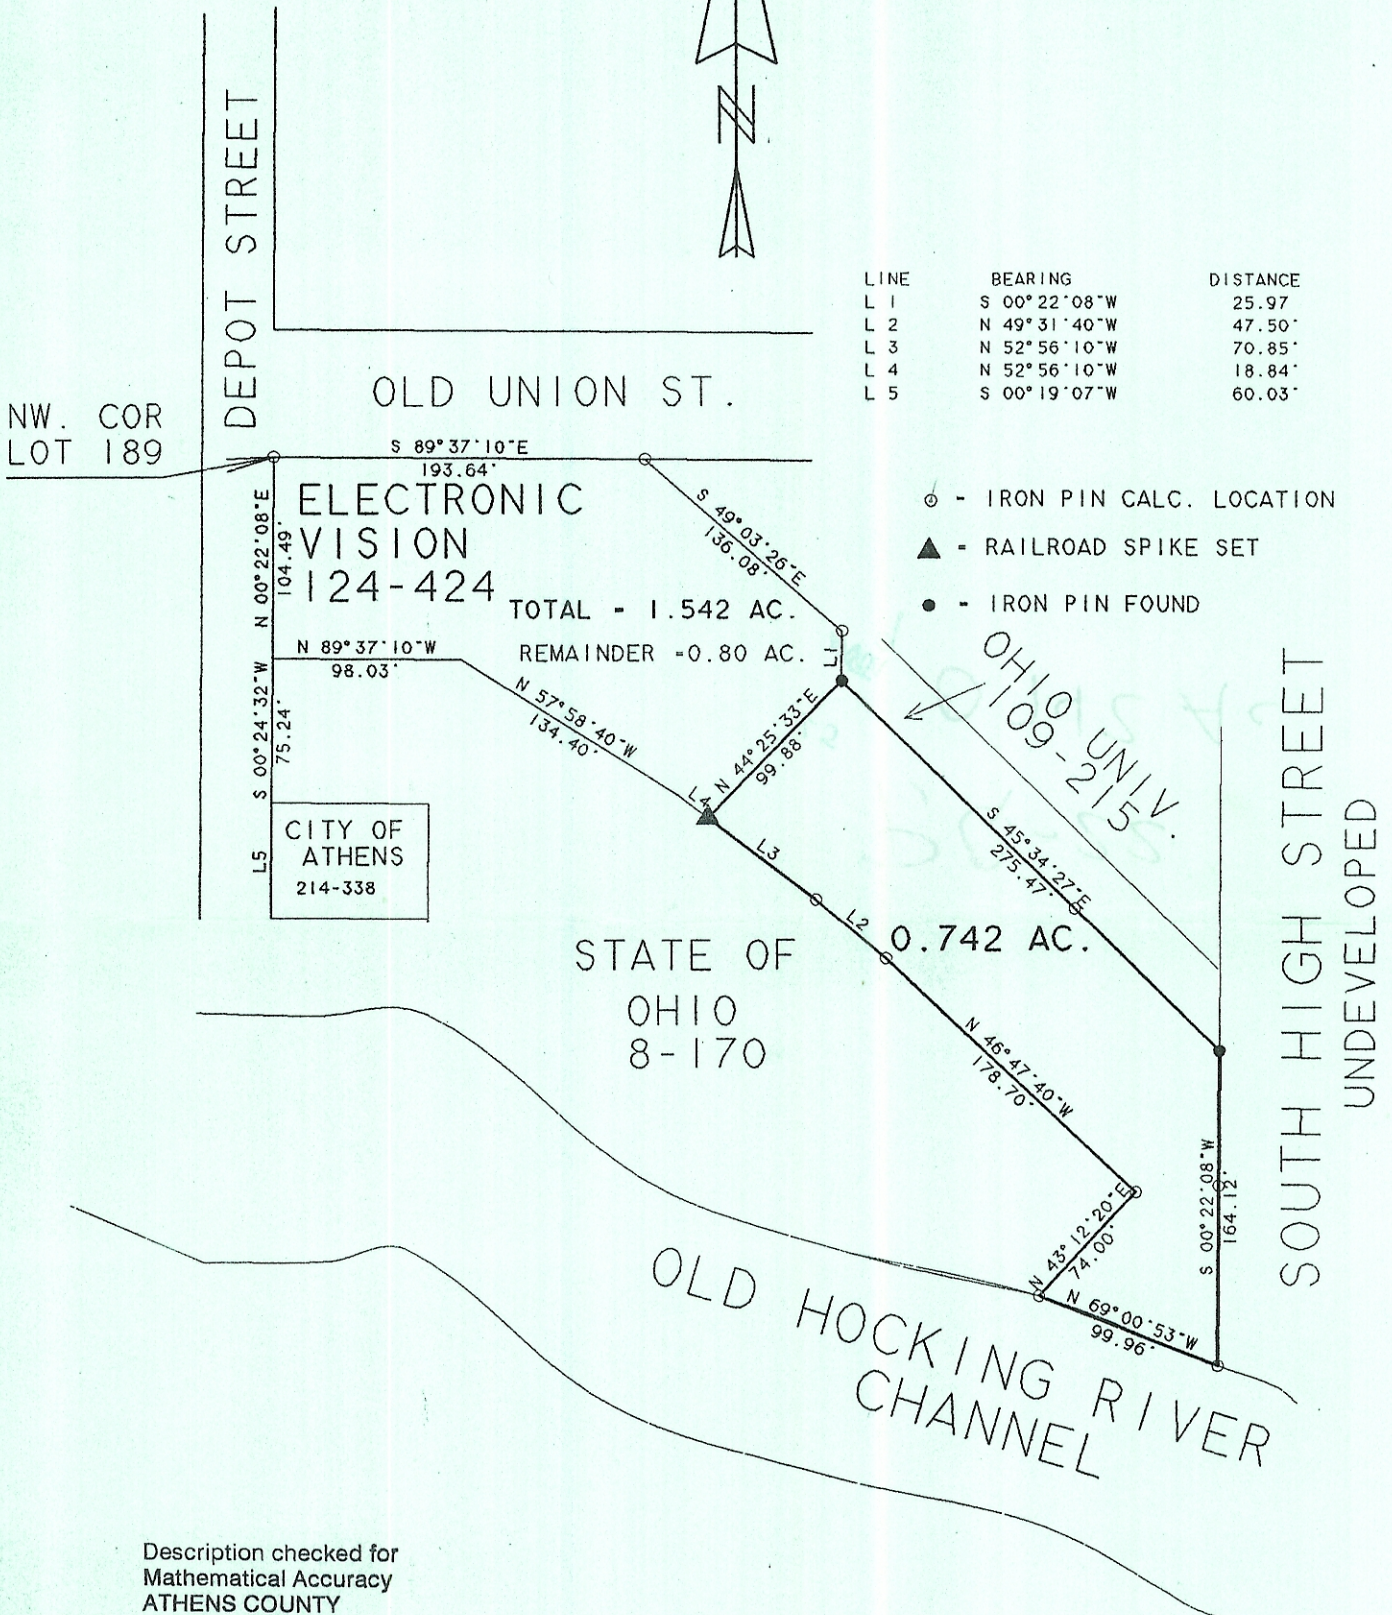 N
DEPOT STREET
LINE BEARING DISTANCE
L 1 S 00°22'08"W 25.97
L 2 N 49°31'40"W 47.50'
L 3 N 52°56'10"W 70.85'
L 4 N 52°56'10"W 18.84'
L 5 S 00°19'07"W 60.03'
OLD UNION ST.
NW. COR
LOT 189
S 89°37'10"E
193.64'
ELECTRONIC
VISION
124-424
N 00°22'08"E
104.49'
S 49°03'26"E
136.08'
- IRON PIN CALC. LOCATION
- RAILROAD SPIKE SET
- IRON PIN FOUND
TOTAL - 1.542 AC.
REMAINDER -0.80 AC.
L1
N 89°37'10"W
98.03'
N 57°58'40"W
134.40'
N 44°25'33"E
99.88'
OHIO UNIV.
109-215
S 00°24'32"W
75.24'
L4
L3
L2
L5
CITY OF
ATHENS
214-338
S 45°34'27"E
275.47'
0.742 AC.
STATE OF
OHIO
8-170
N 46°47'40"W
178.70'
SOUTH HIGH STREET
UNDEVELOPED
S 00°22'08"W
164.12'
N 43°12'20"E
74.00'
N 69°00'53"W
99.96'
OLD HOCKING RIVER
CHANNEL
Description checked for
Mathematical Accuracy
ATHENS COUNTY